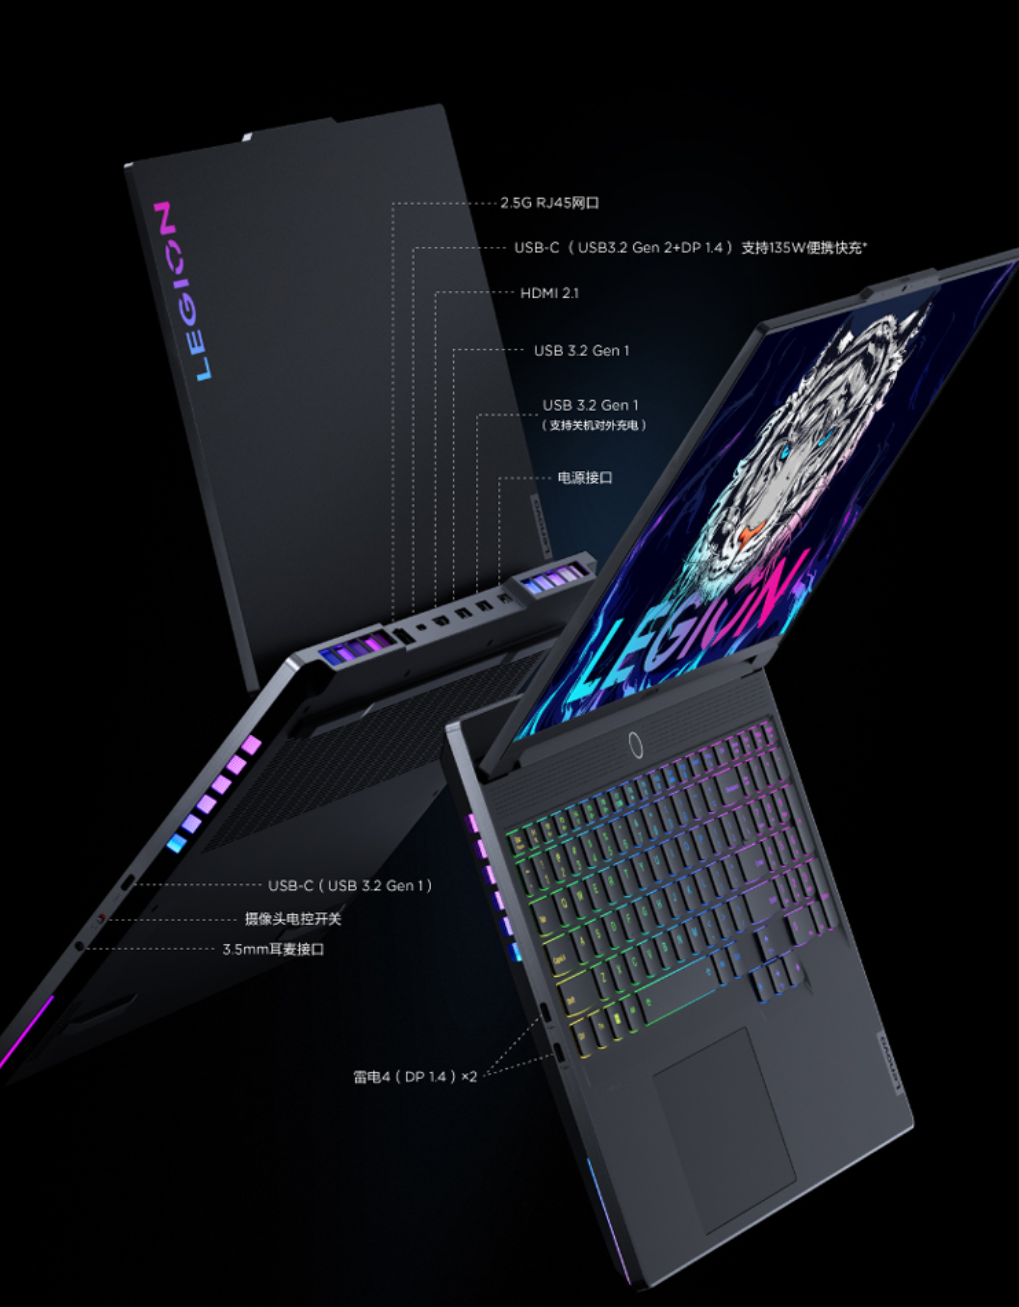 LEGION
2.5G RJ45网口
USB-C（USB3.2 Gen 2+DP 1.4）支持135W便携快充*
HDMI 2.1
USB 3.2 Gen 1
USB 3.2 Gen 1
（支持关机对外充电）
电源接口
LEGION
USB-C（USB 3.2 Gen 1）
摄像头电控开关
3.5mm耳麦接口
雷电4（DP 1.4）×2
Lenovo